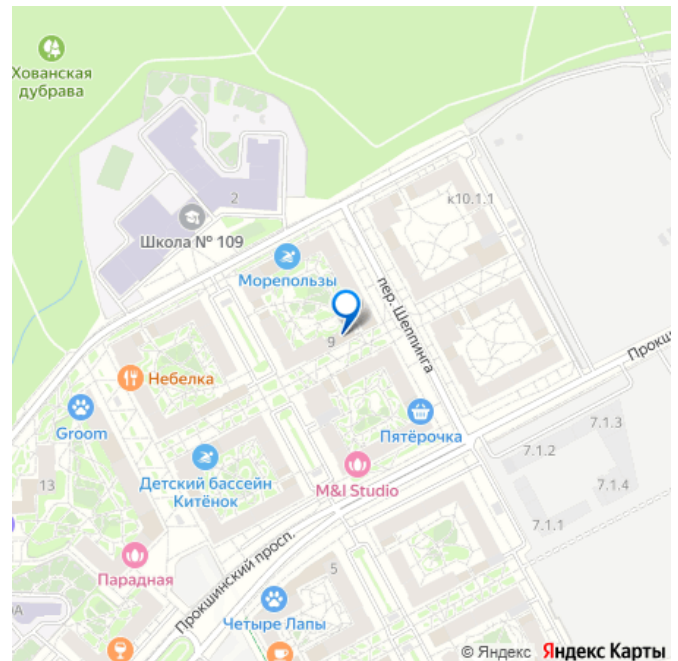 Хованская
дубрава
2
к10.1.1
Школа № 109
Морепользы
пер. Шеппинга
9
Небелка
Прокш
Groom
Пятёрочка
7.1.3
7.1.2
Детский бассейн
Китёнок
M&I Studio
13
7.1.4
7.1.1
Прокшинский просп.
Парадная
5
Четыре Лапы
© Яндекс Яндекс Карты